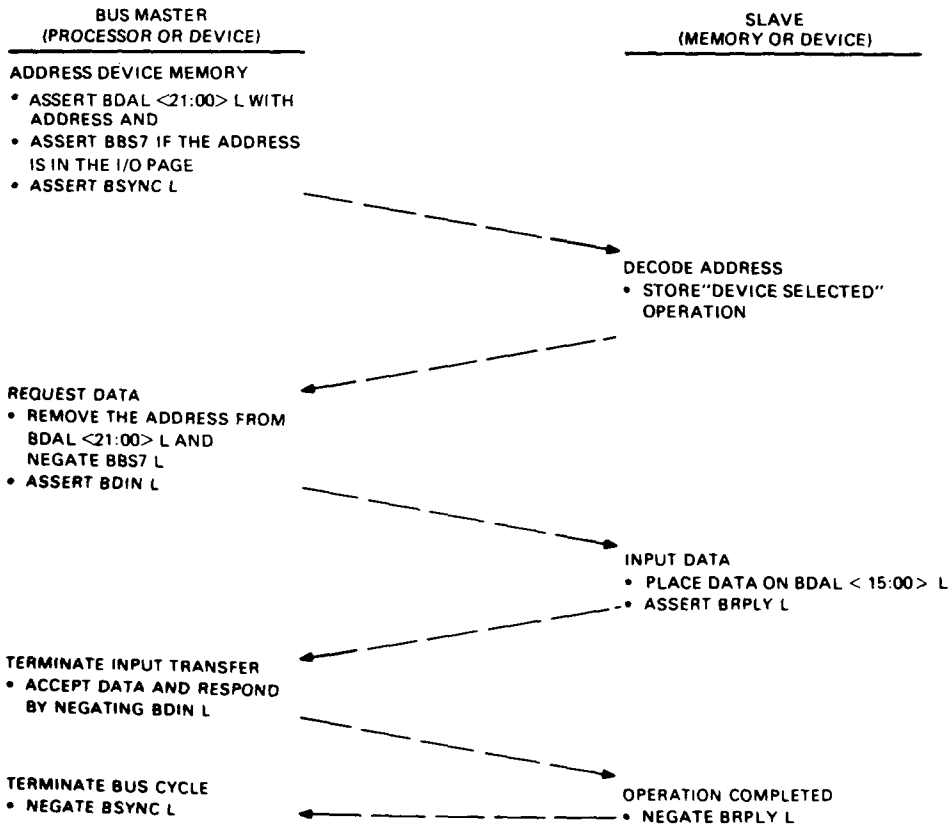 BUS MASTER
(PROCESSOR OR DEVICE)
SLAVE
(MEMORY OR DEVICE)
ADDRESS DEVICE MEMORY
• ASSERT BDAL <21:00> L WITH
ADDRESS AND
• ASSERT BBS7 IF THE ADDRESS
IS IN THE I/O PAGE
• ASSERT BSYNC L
DECODE ADDRESS
• STORE"DEVICE SELECTED"
OPERATION
REQUEST DATA
• REMOVE THE ADDRESS FROM
BDAL <21:00> L AND
NEGATE BBS7 L
• ASSERT BDIN L
INPUT DATA
• PLACE DATA ON BDAL < 15:00> L
• ASSERT BRPLY L
TERMINATE INPUT TRANSFER
• ACCEPT DATA AND RESPOND
BY NEGATING BDIN L
OPERATION COMPLETED
• NEGATE BRPLY L
TERMINATE BUS CYCLE
• NEGATE BSYNC L